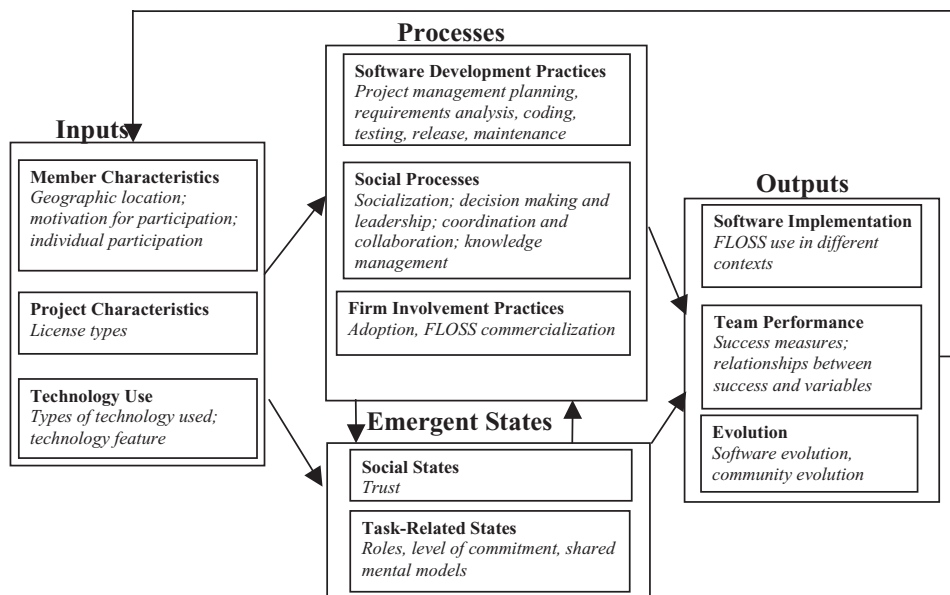 Processes
Software Development Practices
Project management planning,
requirements analysis, coding,
testing, release, maintenance
Social Processes
Socialization; decision making and
leadership; coordination and
collaboration; knowledge
management
Firm Involvement Practices
Adoption, FLOSS commercialization
Inputs
Member Characteristics
Geographic location;
motivation for participation;
individual participation
Project Characteristics
License types
Technology Use
Types of technology used;
technology feature
Emergent States
Social States
Trust
Task-Related States
Roles, level of commitment, shared
mental models
Outputs
Software Implementation
FLOSS use in different
contexts
Team Performance
Success measures;
relationships between
success and variables
Evolution
Software evolution,
community evolution